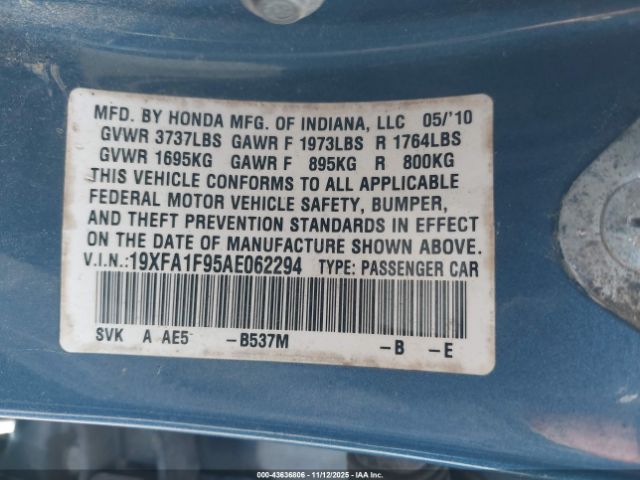 MFD. BY HONDA MFG. OF INDIANA, LLC 05/'10
GVWR 3737LBS GAWR F 1973LBS R 1764LBS
GVWR 1695KG GAWR F 895KG R 800KG
THIS VEHICLE CONFORMS TO ALL APPLICABLE
FEDERAL MOTOR VEHICLE SAFETY, BUMPER,
AND THEFT PREVENTION STANDARDS IN EFFECT
ON THE DATE OF MANUFACTURE SHOWN ABOVE.
V.I.N.:19XFA1F95AE062294 TYPE: PASSENGER CAR
SVK A AE5 -B537M -B -E
© IAA 43636806 - 11/12/2025 - © IAA Inc.